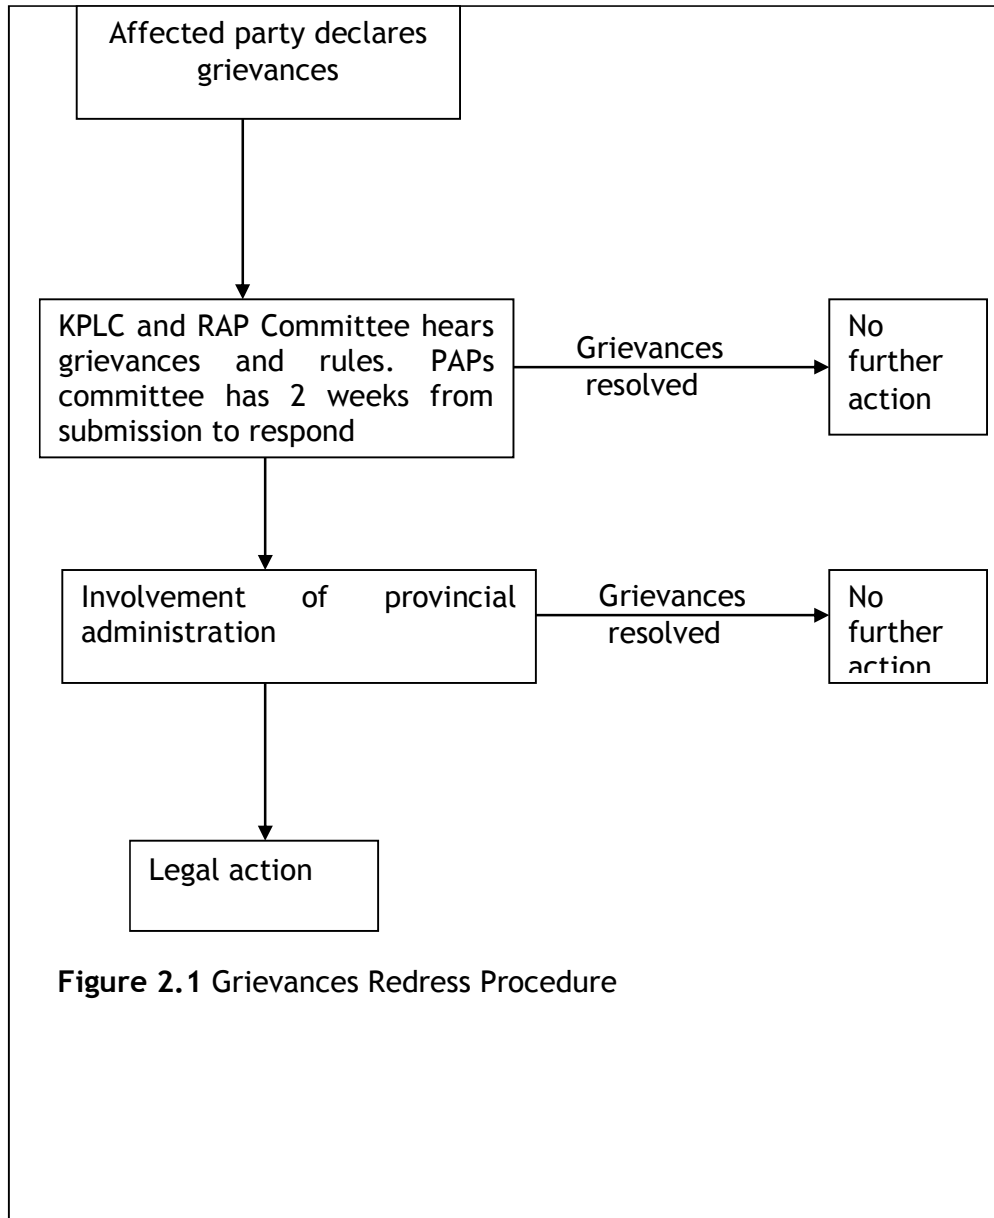 Affected party declares
grievances
KPLC and RAP Committee hears
grievances and rules. PAPs
committee has 2 weeks from
submission to respond
Grievances
resolved
No
further
action
Involvement of provincial
administration
Grievances
resolved
No
further
action
Legal action
Figure 2.1 Grievances Redress Procedure